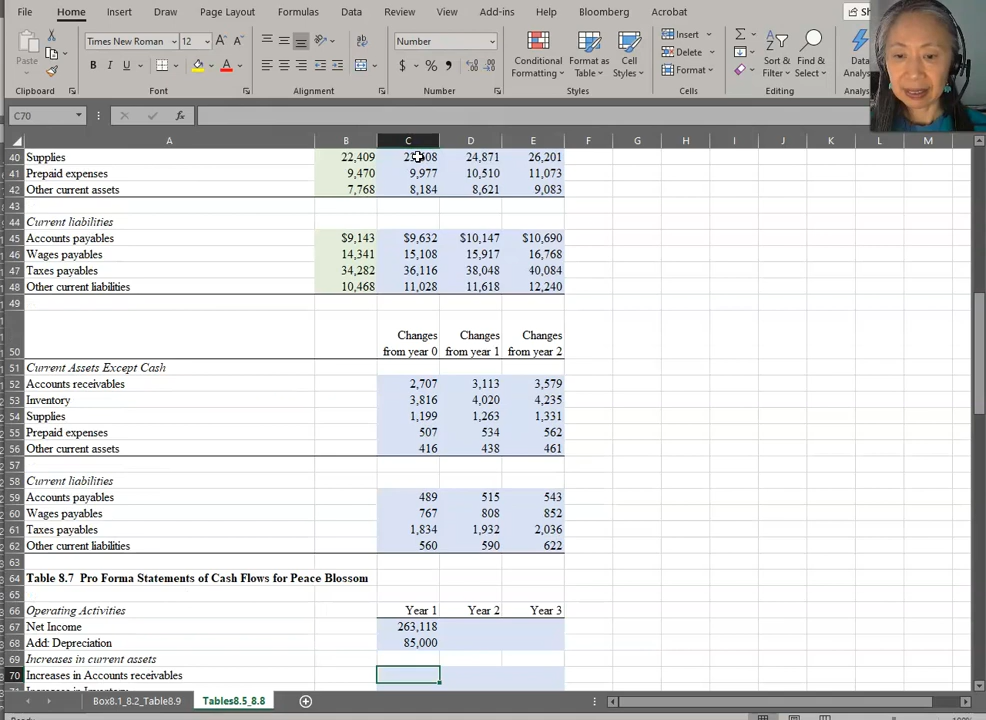 File Home Insert Draw Page Layout Formulas Data Review View Add-ins Help Bloomberg Acrobat
Times New Roman 12 A A Number Insert
Paste B I U A $ % Conditional Formatting Format as Table Cell Styles Delete Format Sort & Filter Find & Select Data
Clipboard Font Alignment Number Styles Cells Editing
C70 fx
A B C D E F G H I J K L M
40 Supplies 22,409 24,871 26,201
41 Prepaid expenses 9,470 9,977 10,510 11,073
42 Other current assets 7,768 8,184 8,621 9,083
43
44 Current liabilities
45 Accounts payables $9,143 $9,632 $10,147 $10,690
46 Wages payables 14,341 15,108 15,917 16,768
47 Taxes payables 34,282 36,116 38,048 40,084
48 Other current liabilities 10,468 11,028 11,618 12,240
49
Changes Changes Changes
50 from year 0 from year 1 from year 2
51 Current Assets Except Cash
52 Accounts receivables 2,707 3,113 3,579
53 Inventory 3,816 4,020 4,235
54 Supplies 1,199 1,263 1,331
55 Prepaid expenses 507 534 562
56 Other current assets 416 438 461
57
58 Current liabilities
59 Accounts payables 489 515 543
60 Wages payables 767 808 852
61 Taxes payables 1,834 1,932 2,036
62 Other current liabilities 560 590 622
63
64 Table 8.7 Pro Forma Statements of Cash Flows for Peace Blossom
65
66 Operating Activities Year 1 Year 2 Year 3
67 Net Income 263,118
68 Add: Depreciation 85,000
69 Increases in current assets
70 Increases in Accounts receivables
Box8.1_8.2_Table8.9 Tables8.5_8.8